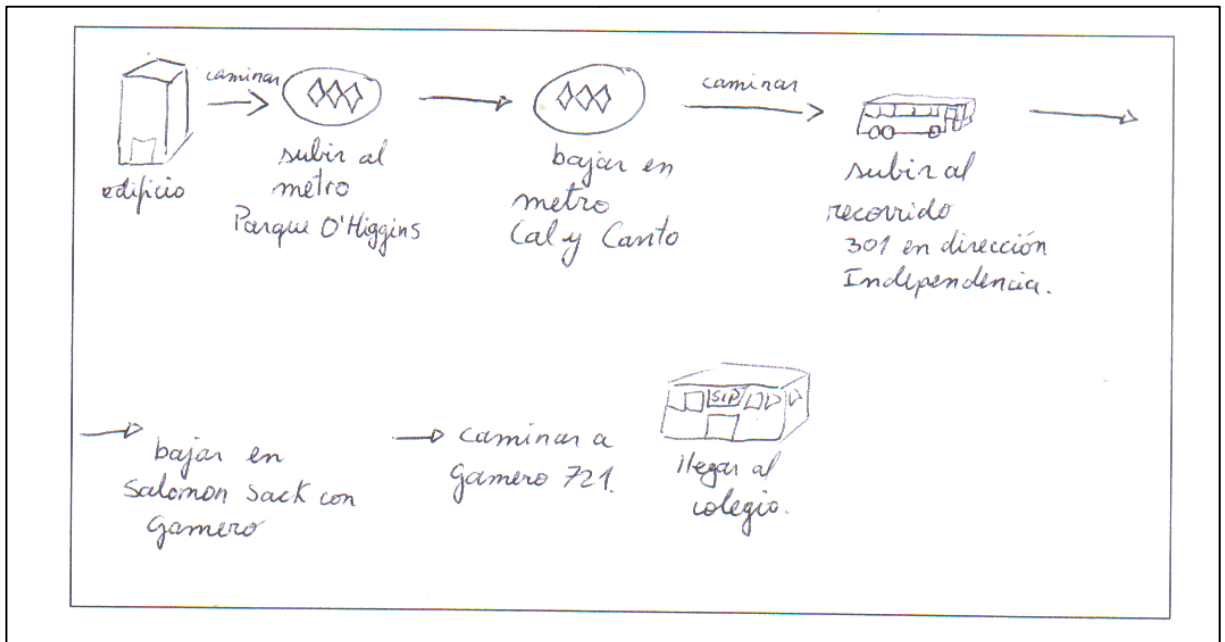 caminar
caminar
edificio
subir al
metro
Parque O'Higgins
bajar en
metro
Cal y Canto
subir al
recorrido
301 en dirección
Independencia.
bajar en
Salomon Sack con
Gamero
caminar a
Gamero 721.
SIP
llegar al
colegio.